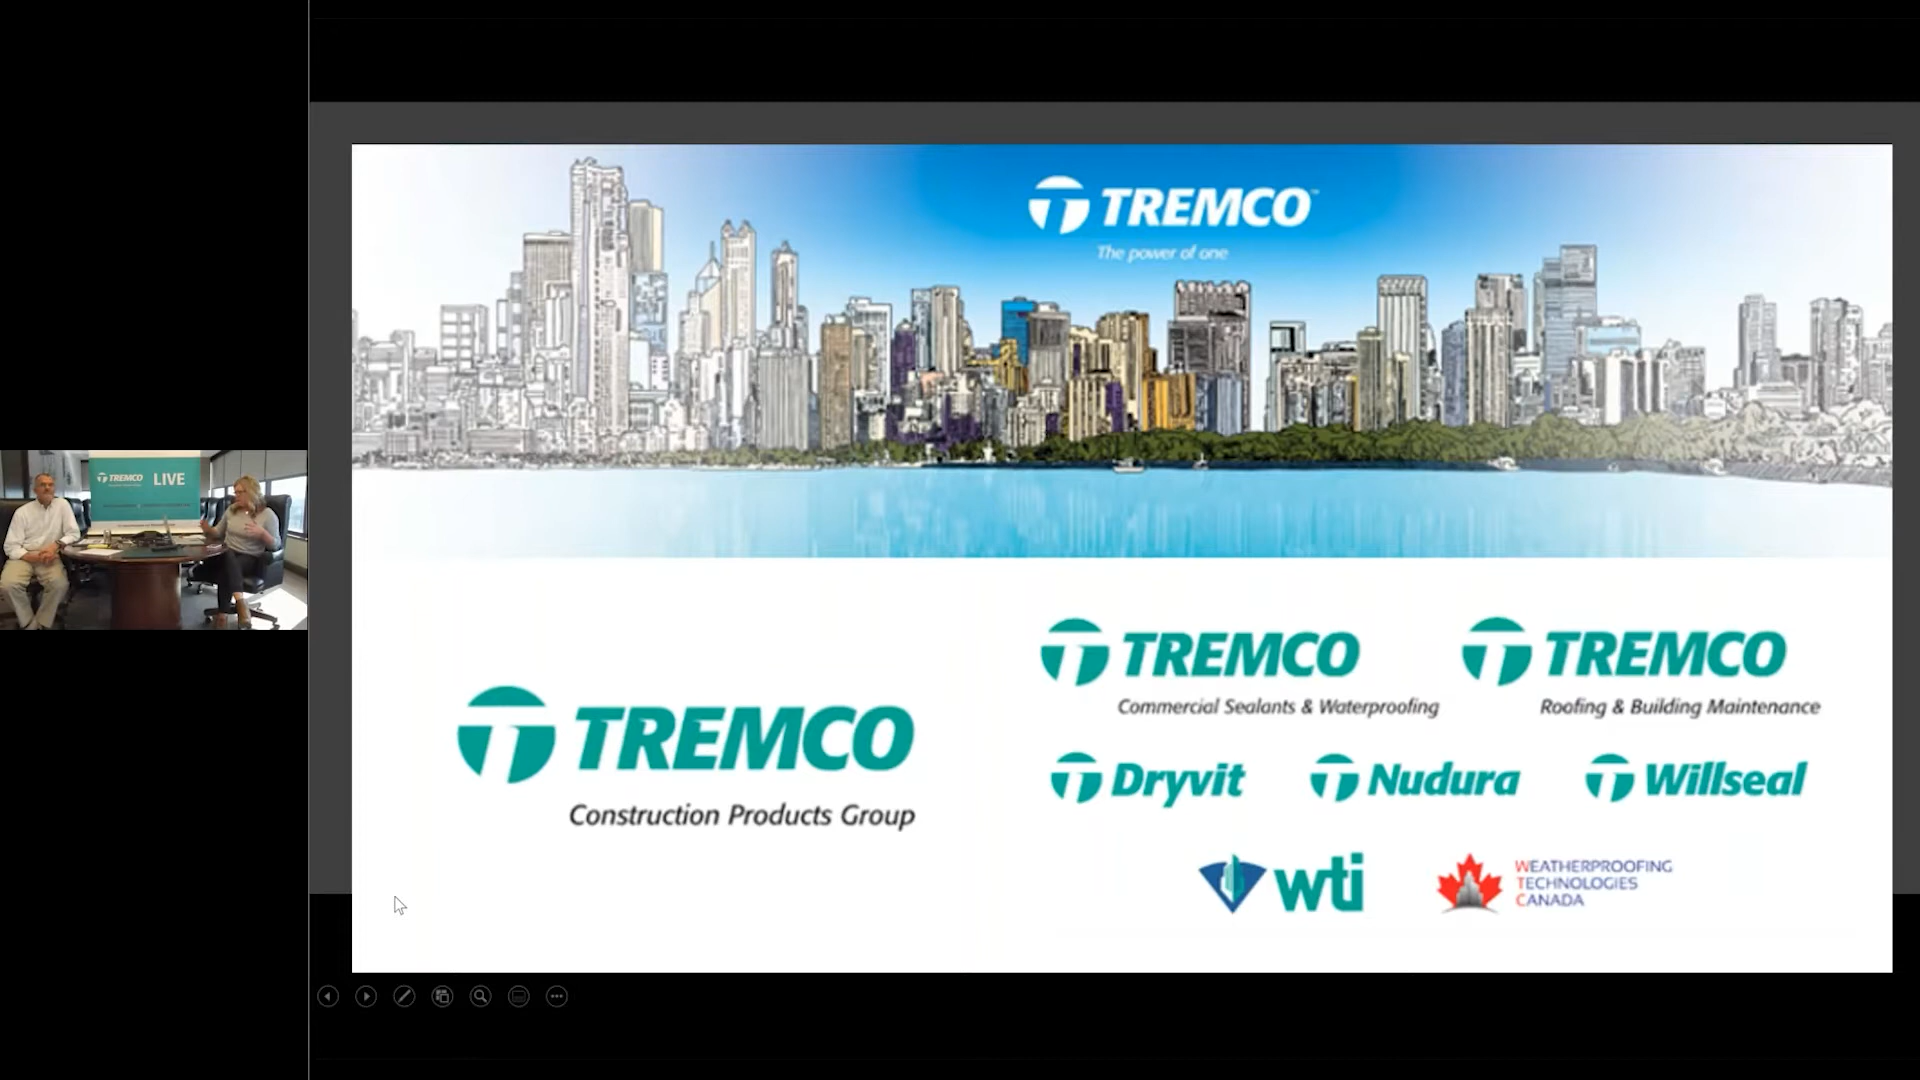 TREMCO LIVE
TREMCO™
The power of one
TREMCO
Construction Products Group
TREMCO
Commercial Sealants & Waterproofing
TREMCO
Roofing & Building Maintenance
Dryvit
Nudura
Willseal
wti
WEATHERPROOFING
TECHNOLOGIES
CANADA